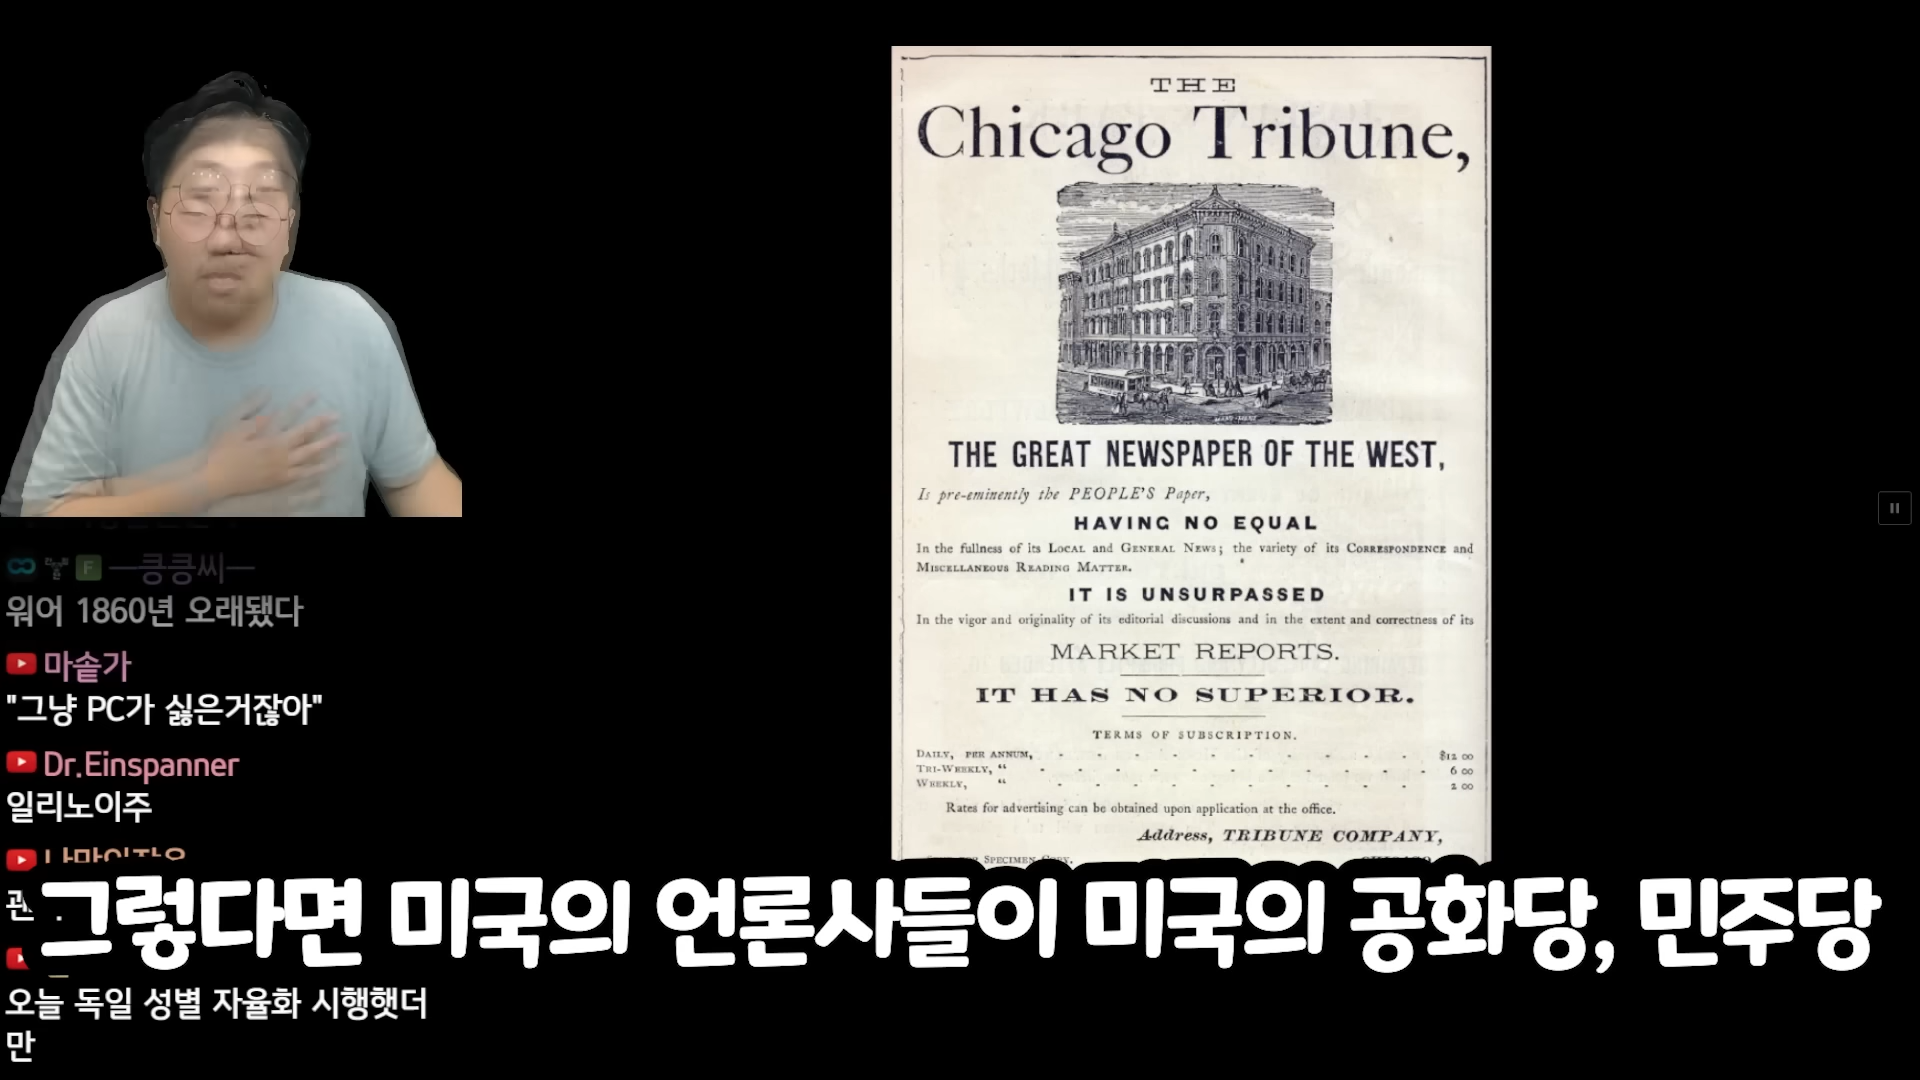 THE
Chicago Tribune,
THE GREAT NEWSPAPER OF THE WEST,
Is pre-eminently the PEOPLE'S Paper,
HAVING NO EQUAL
In the fullness of its LOCAL and GENERAL NEWS; the variety of its CORRESPONDENCE and
MISCELLANEOUS READING MATTER.
IT IS UNSURPASSED
In the vigor and originality of its editorial discussions and in the extent and correctness of its
MARKET REPORTS.
IT HAS NO SUPERIOR.
TERMS OF SUBSCRIPTION.
DAILY, PER ANNUM, - - - - - - - - - - $12 00
TRI-WEEKLY, “ - - - - - - - - - - - 6 00
WEEKLY, “ - - - - - - - - - - 2 00
Rates for advertising can be obtained upon application at the office.
Address, TRIBUNE COMPANY,
SPECIMEN COPY.
F ㅡ킁킁씨ㅡ
워어 1860년 오래됐다
마솥가
"그냥 PC가 싫은거잖아"
Dr.Einspanner
일리노이주
그렇다면 미국의 언론사들이 미국의 공화당, 민주당
오늘 독일 성별 자율화 시행햇더
만